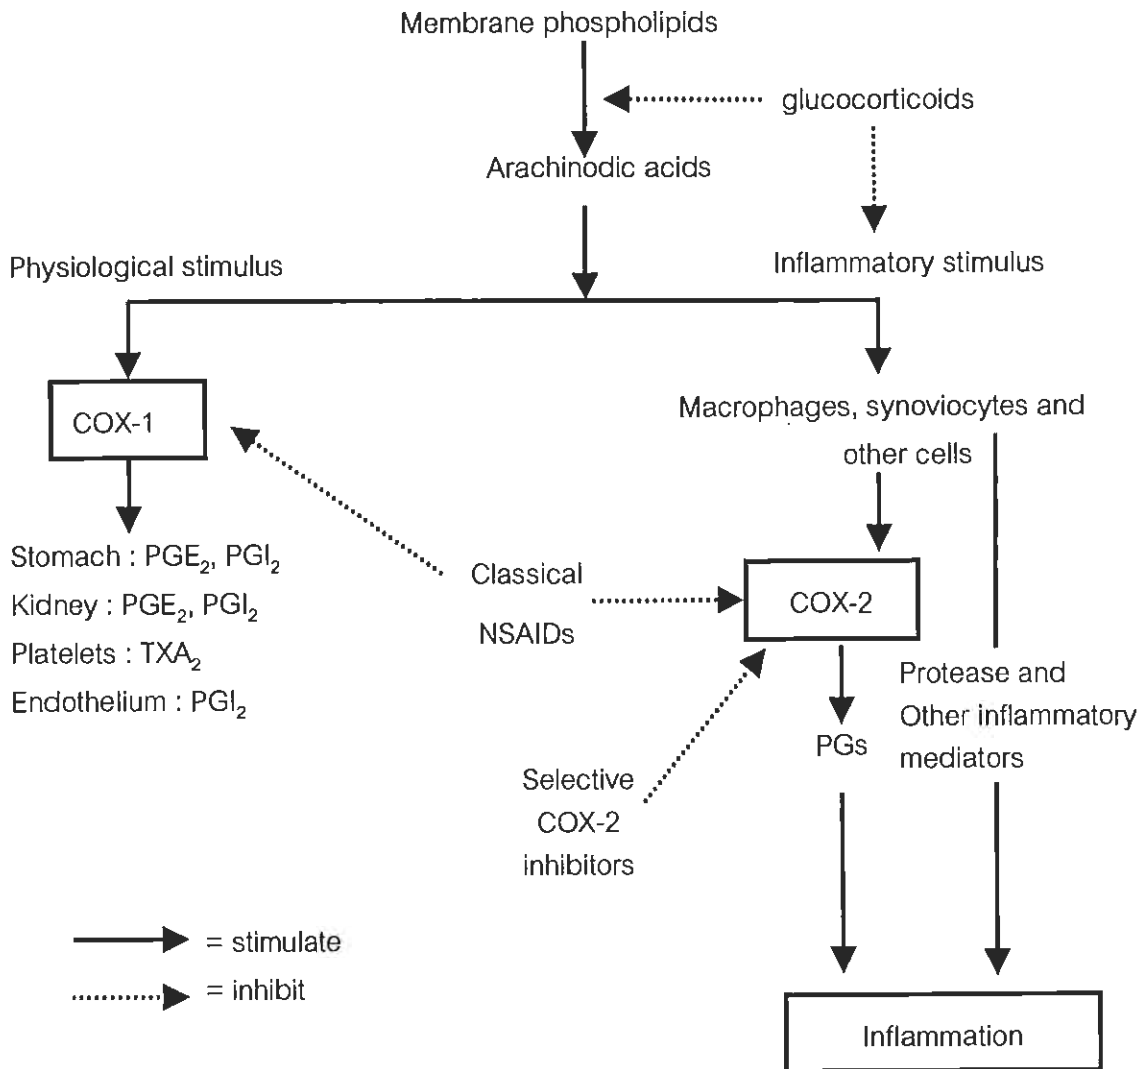 Membrane phospholipids
glucocorticoids
Arachinodic acids
Physiological stimulus
Inflammatory stimulus
COX-1
Macrophages, synoviocytes and
other cells
Stomach : PGE₂, PGI₂
Kidney : PGE₂, PGI₂
Platelets : TXA₂
Endothelium : PGI₂
Classical
NSAIDs
COX-2
Protease and
Other inflammatory
mediators
PGs
Selective
COX-2
inhibitors
= stimulate
= inhibit
Inflammation